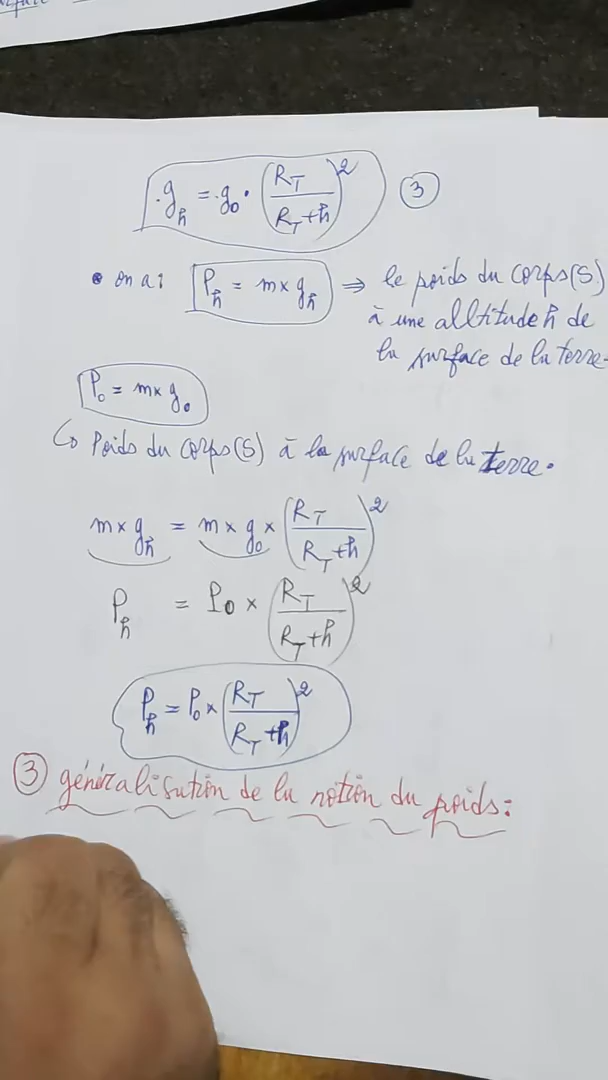 g_h = g_0 · (R_T / (R_T + h))^2 ③
• on a : P_h = m × g_h ⇒ le poids du corps (S)
à une alltitude h de
la surface de la terre.
P_0 = m × g_0
↳ Poids du corps (S) à la surface de la terre.
m × g_h = m × g_0 × (R_T / (R_T + h))^2
P_h = P_0 × (R_T / (R_T + h))^2
P_h = P_0 × (R_T / (R_T + h))^2
③ généralisation de la notion du poids :